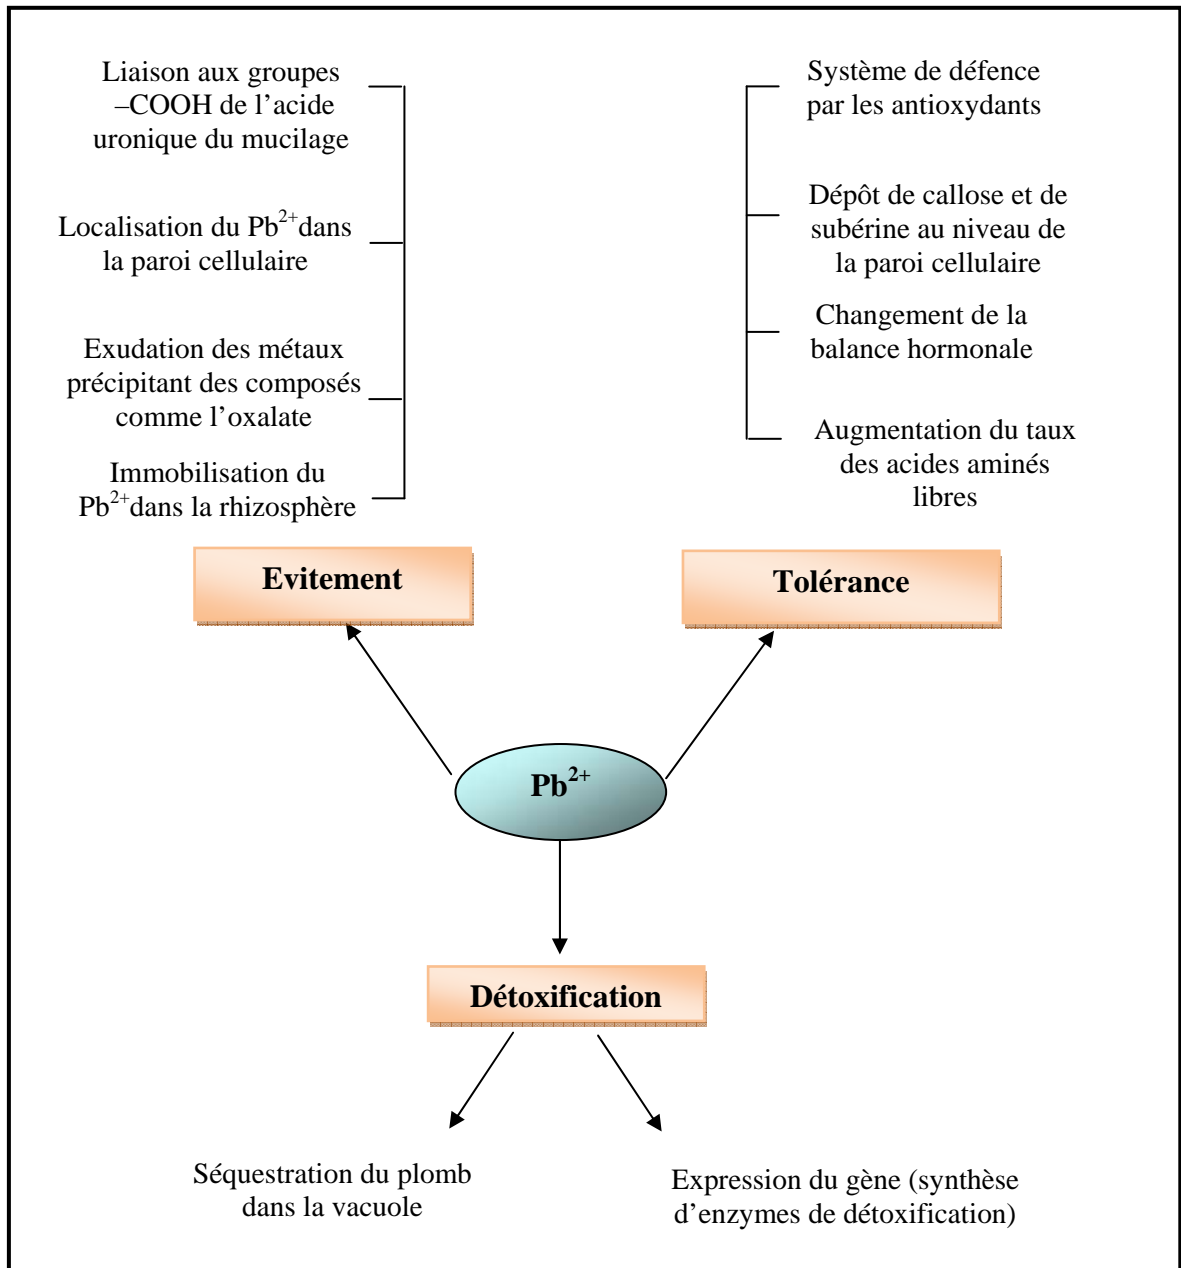 Liaison aux groupes
–COOH de l’acide
uronique du mucilage
Localisation du Pb²⁺ dans
la paroi cellulaire
Exudation des métaux
précipitant des composés
comme l’oxalate
Immobilisation du
Pb²⁺ dans la rhizosphère
Système de défence
par les antioxydants
Dépôt de callose et de
subérine au niveau de
la paroi cellulaire
Changement de la
balance hormonale
Augmentation du taux
des acides aminés
libres
Evitement
Tolérance
Pb²⁺
Détoxification
Séquestration du plomb
dans la vacuole
Expression du gène (synthèse
d’enzymes de détoxification)